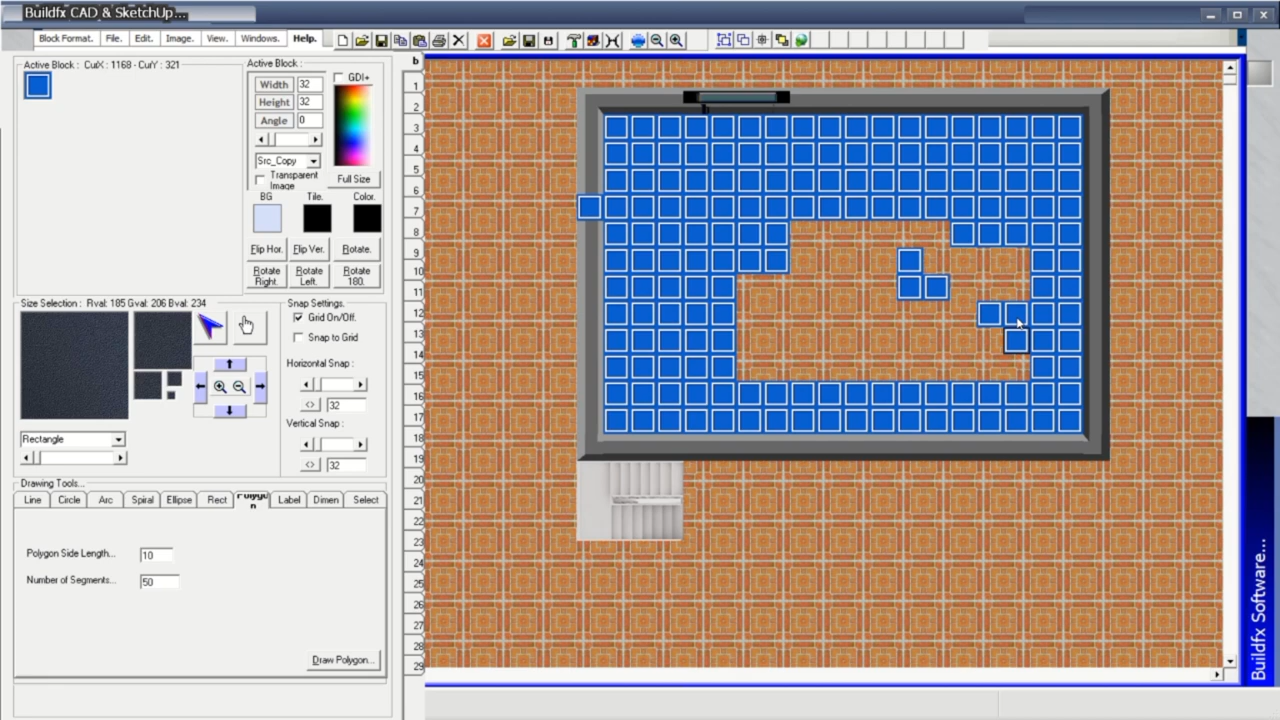 Buildfx CAD & SketchUp...
Block Format. File. Edit. Image. View. Windows. Help.
Active Block : CurX : 1168 - CurY : 321
Active Block :
Width 32
GDI+
Height 32
Angle 0
Src_Copy
Transparent Image
Full Size
BG Tile. Color.
Flip Hor. Flip Ver. Rotate.
Rotate Right. Rotate Left. Rotate 180.
Size Selection : Rval: 185 Gval: 206 Bval: 234
Snap Settings.
Grid On/Off.
Snap to Grid
Horizontal Snap :
<> 32
Vertical Snap :
<> 32
Rectangle
Drawing Tools...
Line Circle Arc Spiral Ellipse Rect Polygon Label Dimen Select
Polygon Side Length... 10
Number of Segments... 50
Draw Polygon...
b
1
2
3
4
5
6
7
8
9
10
11
12
13
14
15
16
17
18
19
20
21
22
23
24
25
26
27
28
29
Buildfx Software...